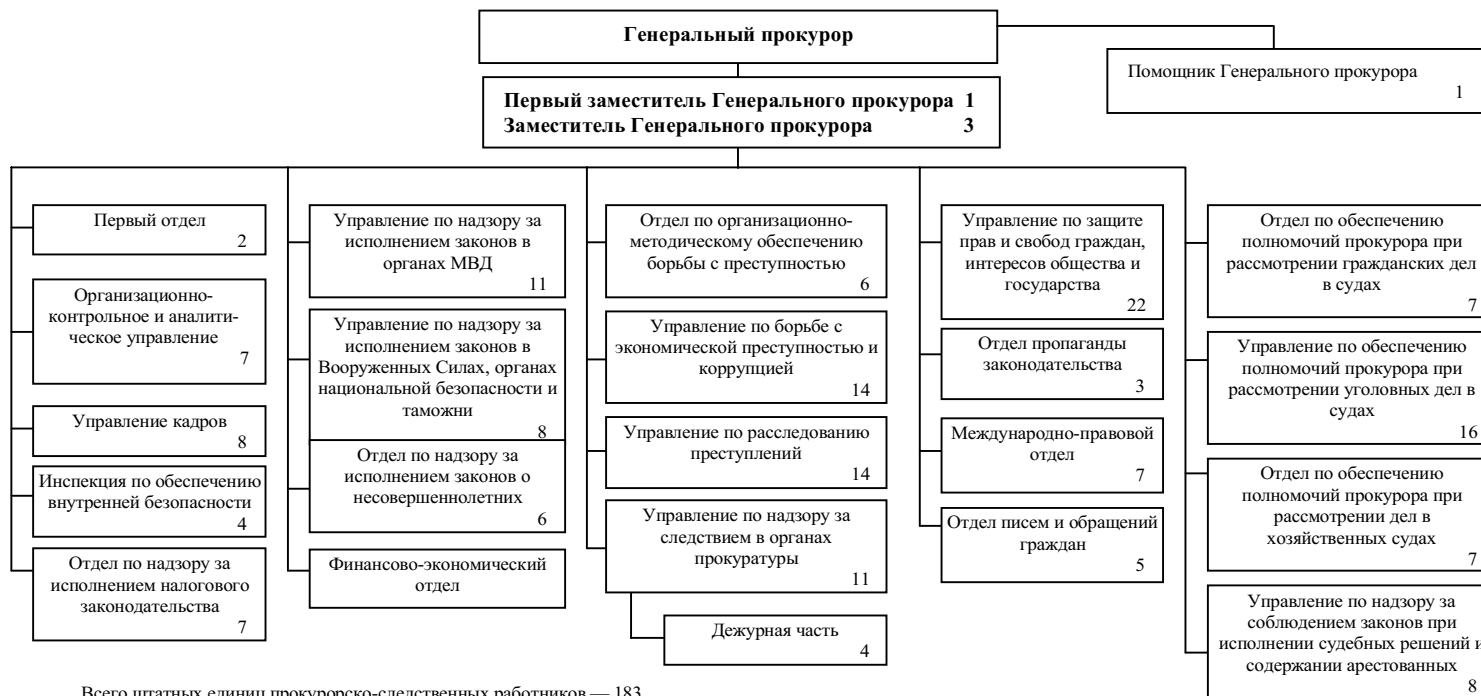 Генеральный прокурор
Помощник Генерального прокурора
1
Первый заместитель Генерального прокурора 1
Заместитель Генерального прокурора 3
Первый отдел
2
Организационно-
контрольное и аналити-
ческое управление
7
Управление кадров
8
Инспекция по обеспечению
внутренней безопасности
4
Отдел по надзору за
исполнением налогового
законодательства
7
Управление по надзору за
исполнением законов в
органах МВД
11
Управление по надзору за
исполнением законов в
Вооруженных Силах, органах
национальной безопасности и
таможни
8
Отдел по надзору за
исполнением законов о
несовершеннолетних
6
Финансово-экономический
отдел
Отдел по организационно-
методическому обеспечению
борьбы с преступностью
6
Управление по борьбе с
экономической преступностью и
коррупцией
14
Управление по расследованию
преступлений
14
Управление по надзору за
следствием в органах
прокуратуры
11
Дежурная часть
4
Управление по защите
прав и свобод граждан,
интересов общества и
государства
22
Отдел пропаганды
законодательства
3
Международно-правовой
отдел
7
Отдел писем и обращений
граждан
5
Отдел по обеспечению
полномочий прокурора при
рассмотрении гражданских дел
в судах
7
Управление по обеспечению
полномочий прокурора при
рассмотрении уголовных дел в
судах
16
Отдел по обеспечению
полномочий прокурора при
рассмотрении дел в
хозяйственных судах
7
Управление по надзору за
соблюдением законов при
исполнении судебных решений и
содержании арестованных
8
Всего штатных единиц прокурорско-следственных работников — 183